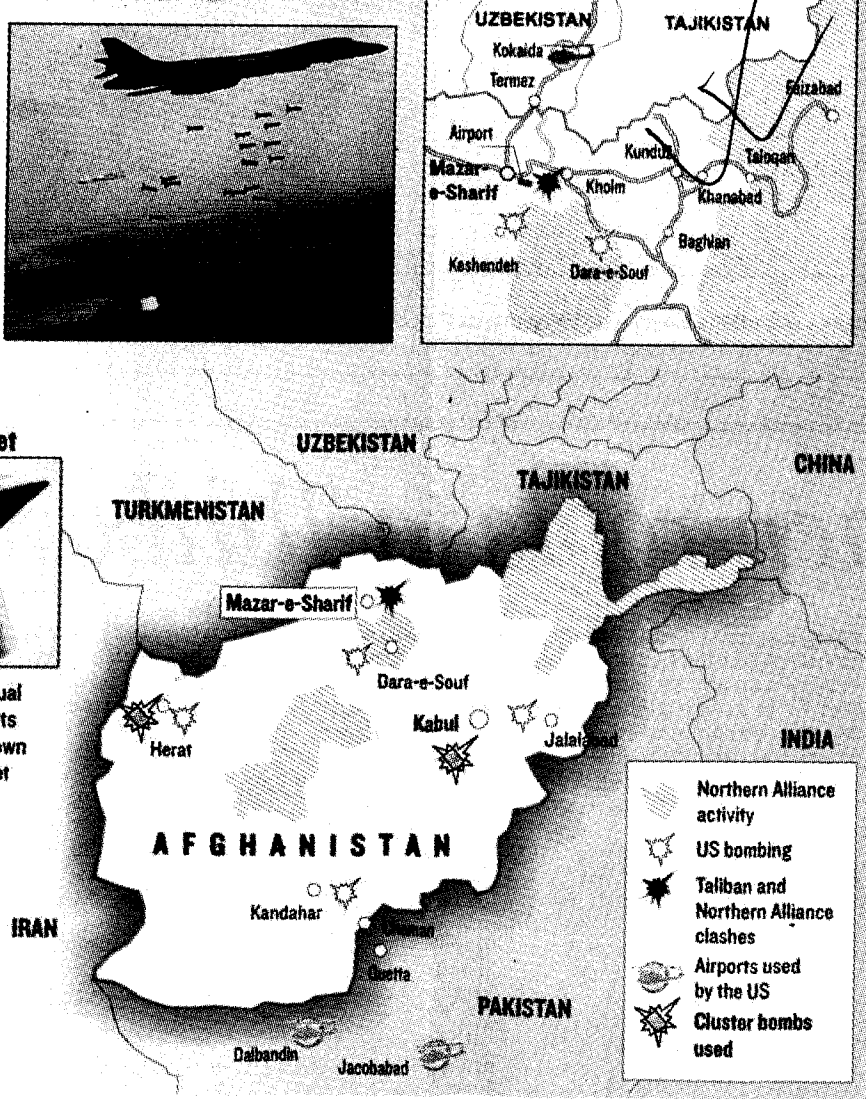 UZBEKISTAN
TAJIKISTAN
Kokaida
Termez
Faizabad
Airport
Kunduz
Taloqan
Mazar-
e-Sharif
Kholm
Khanabad
Baghlan
Keshendeh
Dara-e-Souf
UZBEKISTAN
CHINA
TAJIKISTAN
TURKMENISTAN
Mazar-e-Sharif
Dara-e-Souf
Kabul
Jalalabad
Herat
INDIA
AFGHANISTAN
Kandahar
Chaman
Quetta
IRAN
PAKISTAN
Dalbandin
Jacobabad
Northern Alliance
activity
US bombing
Taliban and
Northern Alliance
clashes
Airports used
by the US
Cluster bombs
used